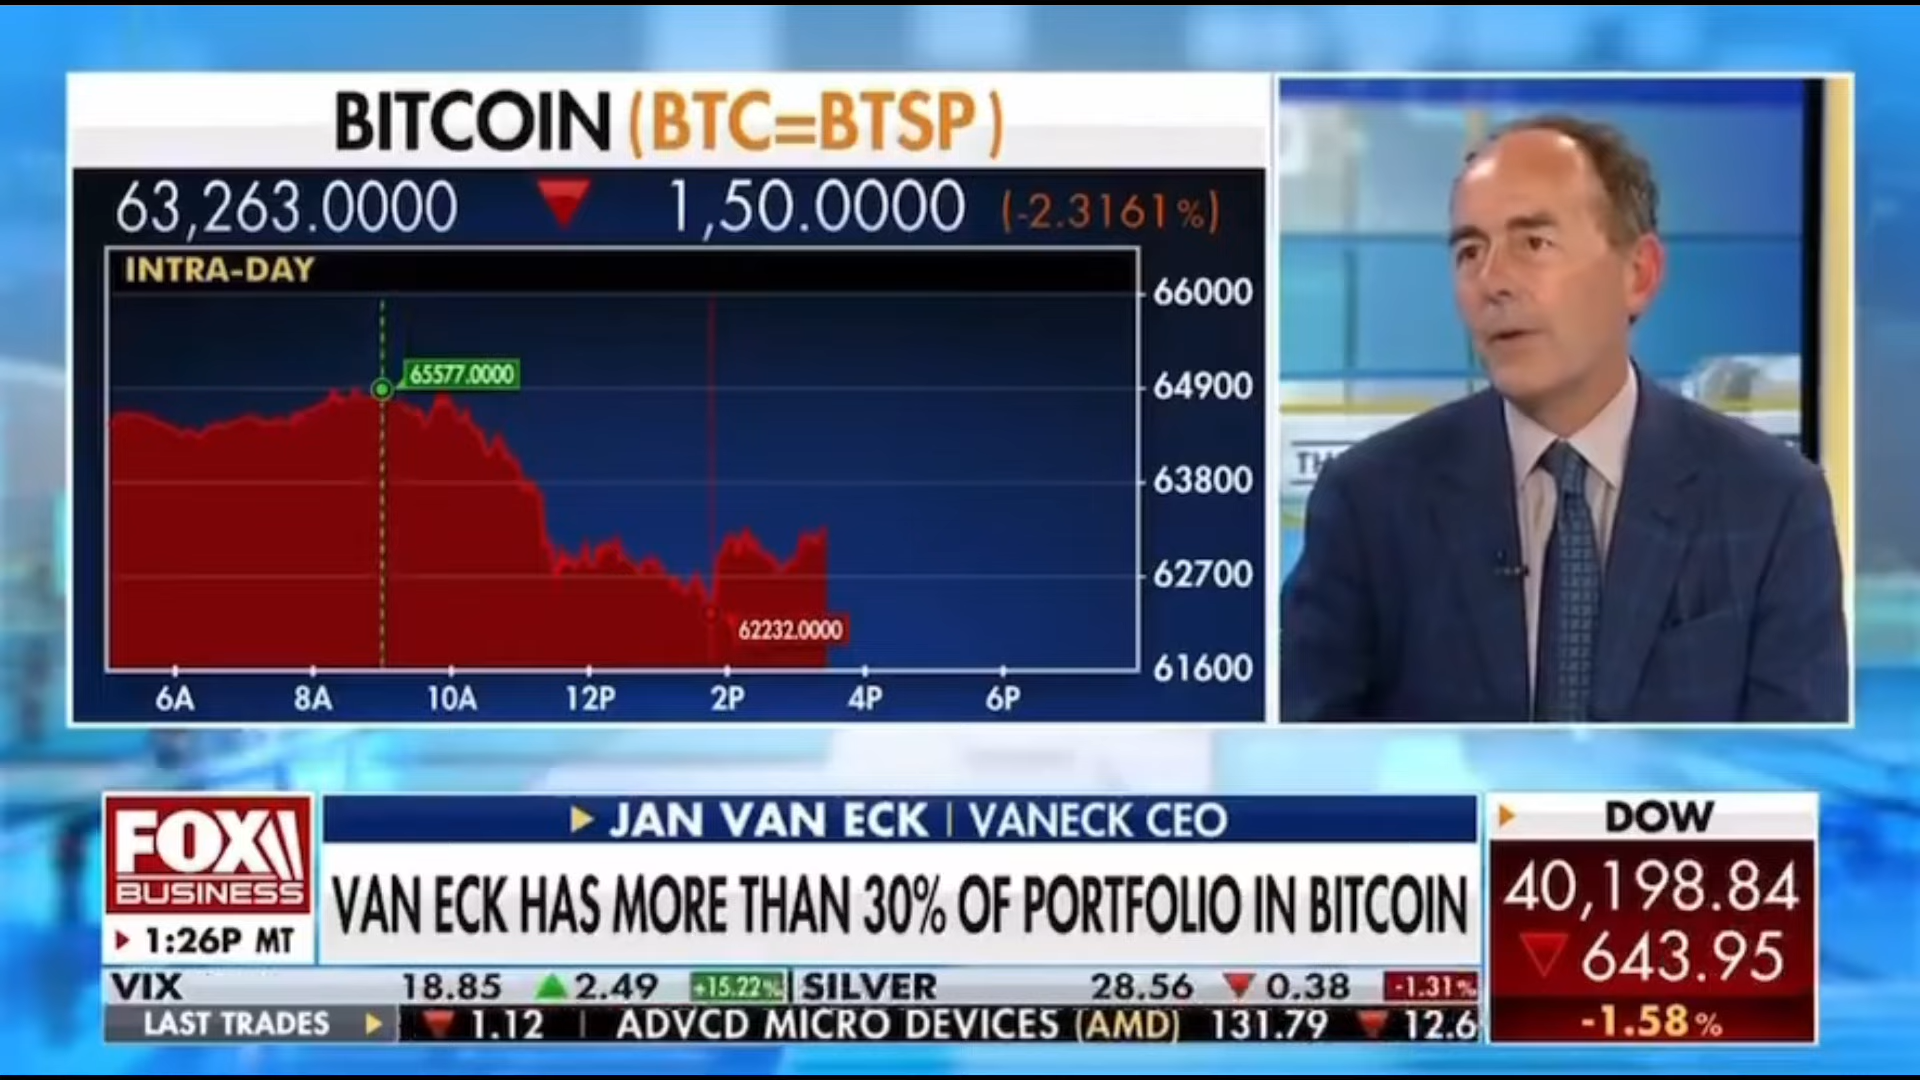 BITCOIN (BTC=BTSP)
63,263.0000 ▼ 1,50.0000 (-2.3161%)
INTRA-DAY
66000
65577.0000
64900
63800
62700
62232.0000
61600
6A 8A 10A 12P 2P 4P 6P
JAN VAN ECK | VANECK CEO
VAN ECK HAS MORE THAN 30% OF PORTFOLIO IN BITCOIN
FOX
BUSINESS
1:26P MT
DOW
40,198.84
▼ 643.95
-1.58%
VIX 18.85 ▲ 2.49 +15.22% SILVER 28.56 ▼ 0.38 -1.31%
LAST TRADES ▼ 1.12 | ADVCD MICRO DEVICES (AMD) 131.79 ▼ 12.6